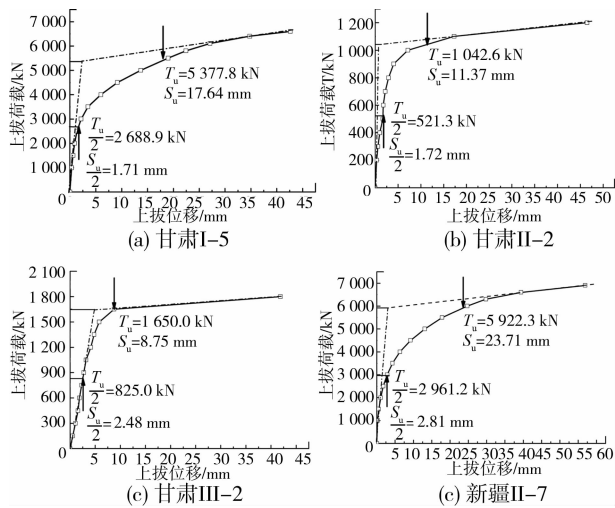 上拔荷载/kN
7 000
6 000
5 000
4 000
3 000
2 000
1 000
0
T_u=5 377.8 kN
S_u=17.64 mm
T_u/2=2 688.9 kN
S_u/2=1.71 mm
5 10 15 20 25 30 35 40 45
上拔位移/mm
(a) 甘肃I-5
上拔荷载T/kN
1 200
1 000
800
600
400
200
0
T_u=1 042.6 kN
S_u=11.37 mm
T_u/2=521.3 kN
S_u/2=1.72 mm
5 10 15 20 25 30 35 40 45 50
上拔位移/mm
(b) 甘肃II-2
上拔荷载/kN
2 100
1 800
1 500
1 200
900
600
300
0
T_u=1 650.0 kN
S_u=8.75 mm
T_u/2=825.0 kN
S_u/2=2.48 mm
5 10 15 20 25 30 35 40 45
上拔位移/mm
(c) 甘肃III-2
上拔荷载/kN
7 000
6 000
5 000
4 000
3 000
2 000
1 000
0
T_u=5 922.3 kN
S_u=23.71 mm
T_u/2=2 961.2 kN
S_u/2=2.81 mm
5 10 15 20 25 30 35 40 45 50 55 60
上拔位移/mm
(c) 新疆II-7